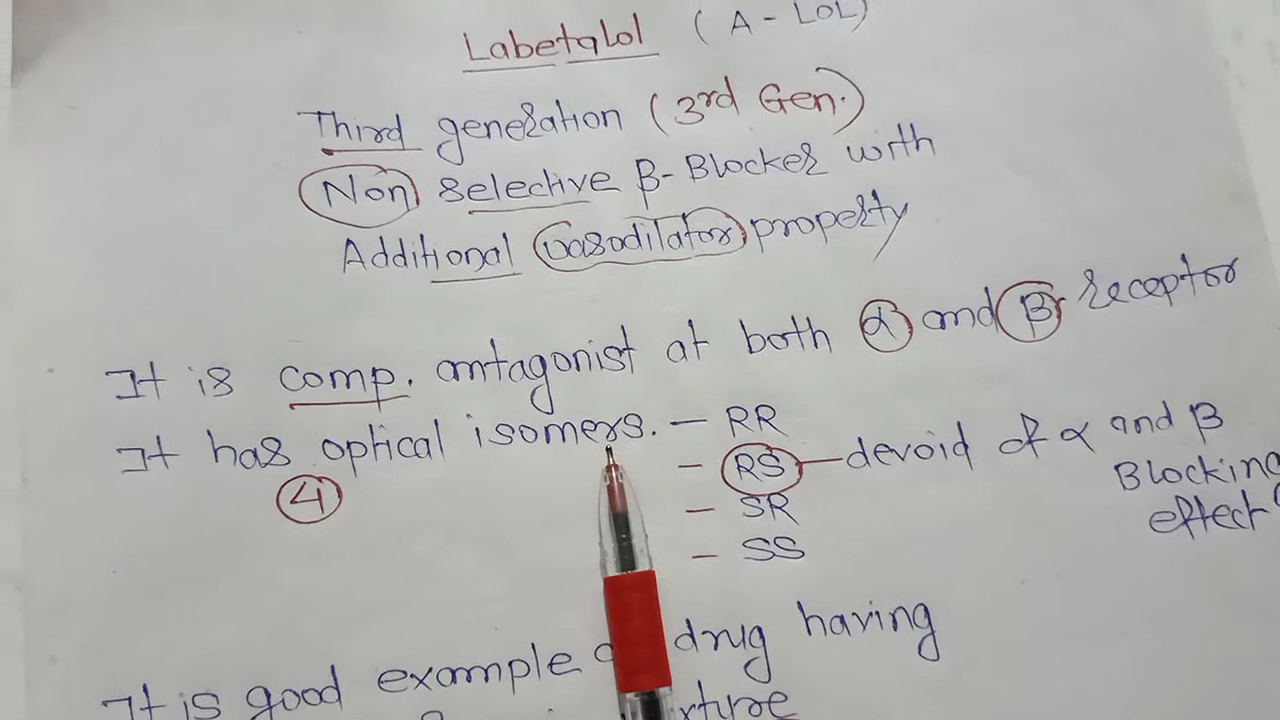 Labetalol (A - LOL)
Third generation (3rd Gen.)
Non selective β-Blocker with
Additional Vasodilator property
It is comp. antagonist at both α and β receptor
It has optical isomers. — RR
④ — RS — devoid of α and β Blocking effect
— SR
— SS
It is good example drug having